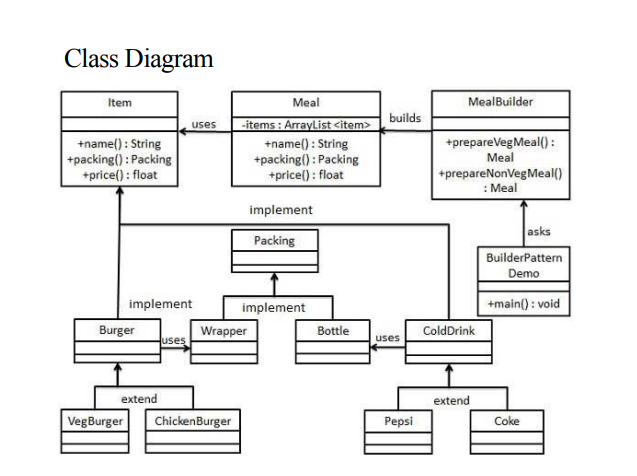 Class Diagram
Item
+name() : String
+packing() : Packing
+price() : float
uses
Meal
-items : ArrayList <item>
+name() : String
+packing() : Packing
+price() : float
builds
MealBuilder
+prepareVegMeal() :
Meal
+prepareNonVegMeal()
: Meal
implement
asks
Packing
BuilderPattern
Demo
+main() : void
implement
implement
Burger
uses
Wrapper
Bottle
uses
ColdDrink
extend
extend
VegBurger
ChickenBurger
Pepsi
Coke